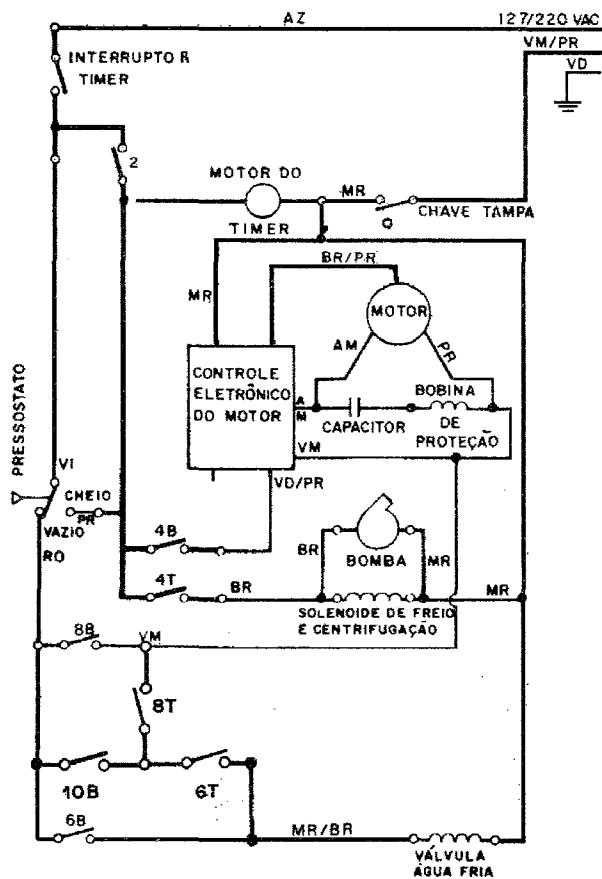 AZ
127/220 VAC
VM/PR
VD
INTERRUPTOR
TIMER
2
MOTOR DO
TIMER
MR
CHAVE TAMPA
BR/PR
MR
MOTOR
AM
PR
CONTROLE
ELETRÔNICO
DO MOTOR
A
M
CAPACITOR
BOBINA
DE
PROTEÇÃO
VM
VD/PR
PRESSOSTATO
VI
CHEIO
PR
VAZIO
RO
4B
BR
BOMBA
MR
4T
BR
MR
SOLENOIDE DE FREIO
E CENTRIFUGAÇÃO
8B
VM
8T
10B
6T
6B
MR/BR
VÁLVULA
ÁGUA FRIA